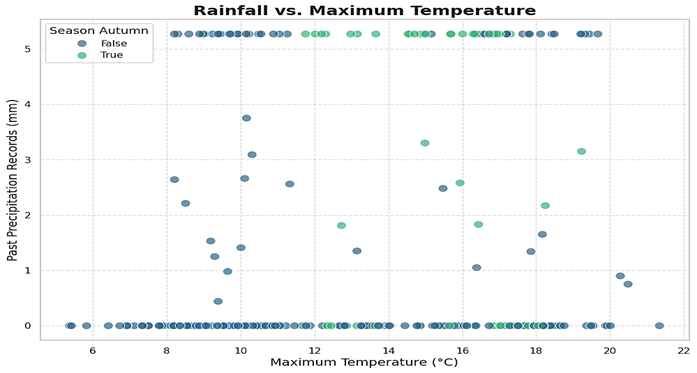 Rainfall vs. Maximum Temperature
Season Autumn
False
True
Past Precipitation Records (mm)
5
4
3
2
1
0
6 8 10 12 14 16 18 20 22
Maximum Temperature (°C)